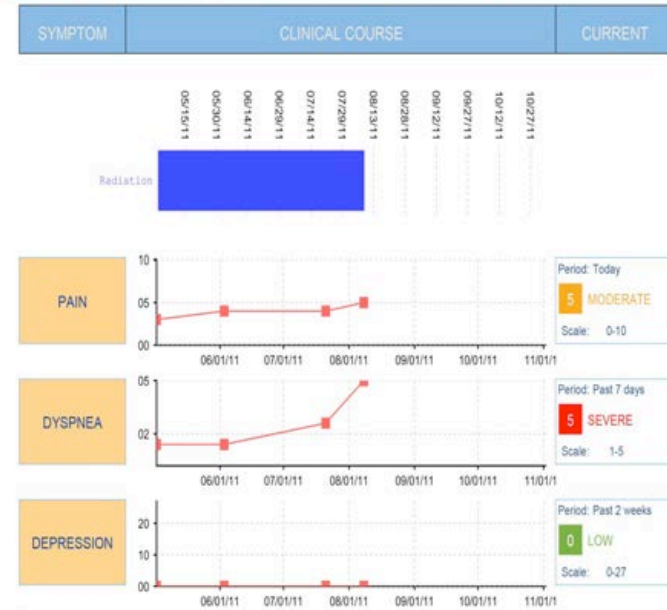 SYMPTOM CLINICAL COURSE CURRENT
05/15/11 05/30/11 06/14/11 06/29/11 07/14/11 07/29/11 08/13/11 08/28/11 09/12/11 09/27/11 10/12/11 10/27/11
Radiation
PAIN
10
05
00
06/01/11 07/01/11 08/01/11 09/01/11 10/01/11 11/01/1
Period: Today
5 MODERATE
Scale: 0-10
DYSPNEA
05
02
06/01/11 07/01/11 08/01/11 09/01/11 10/01/11 11/01/1
Period: Past 7 days
5 SEVERE
Scale: 1-5
DEPRESSION
20
10
00
06/01/11 07/01/11 08/01/11 09/01/11 10/01/11 11/01/1
Period: Past 2 weeks
0 LOW
Scale: 0-27